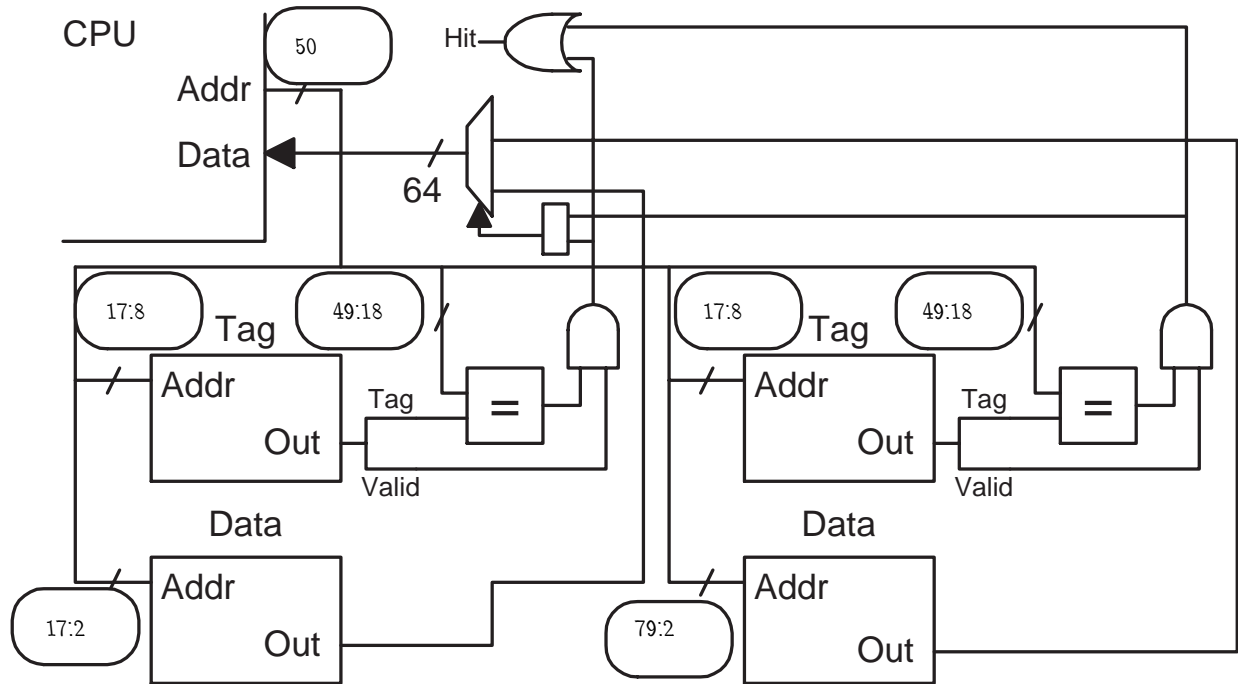 CPU
50
Hit
Addr
Data
64
17:8
49:18
17:8
49:18
Tag
Tag
Addr
Tag
=
Addr
Tag
=
Out
Out
Valid
Valid
Data
Data
Addr
Addr
17:2
79:2
Out
Out